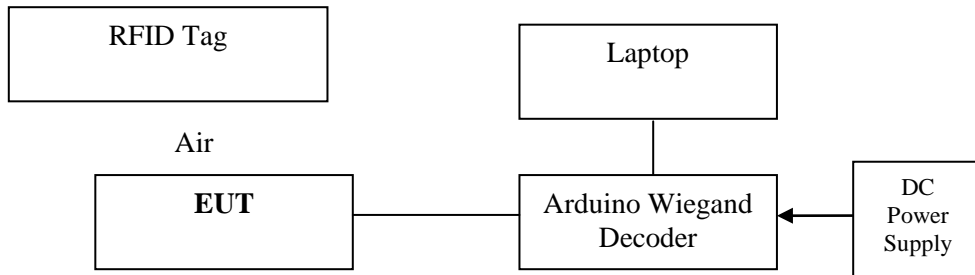 RFID Tag
Laptop
Air
EUT
Arduino Wiegand
Decoder
DC
Power
Supply